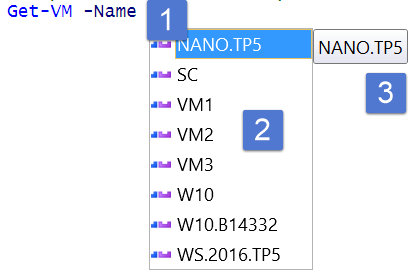 Get-VM -Name
1
NANO.TP5
NANO.TP5
SC
VM1
VM2
2
3
VM3
W10
W10.B14332
WS.2016.TP5